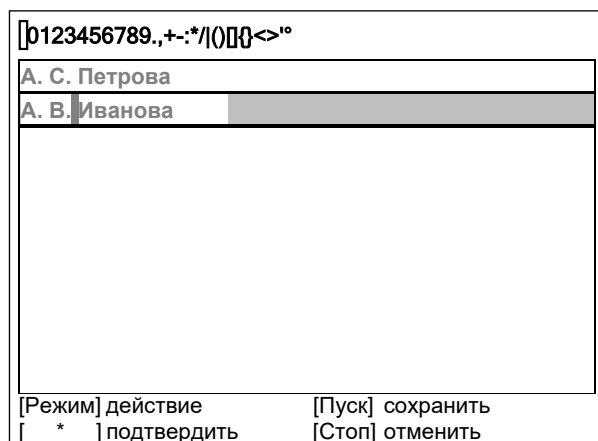 0123456789.,+-:*/|()[]{}<>'°
А. С. Петрова
А. В. Иванова
[Режим] действие [Пуск] сохранить
[ * ] подтвердить [Стоп] отменить